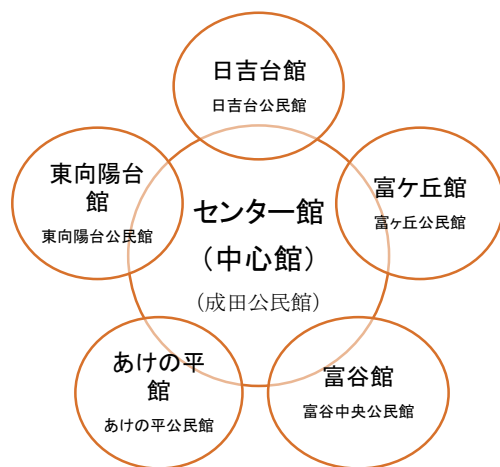 日吉台館
日吉台公民館
東向陽台
館
東向陽台公民館
富ケ丘館
富ヶ丘公民館
センター館
（中心館）
（成田公民館）
あけの平
館
あけの平公民館
富谷館
富谷中央公民館